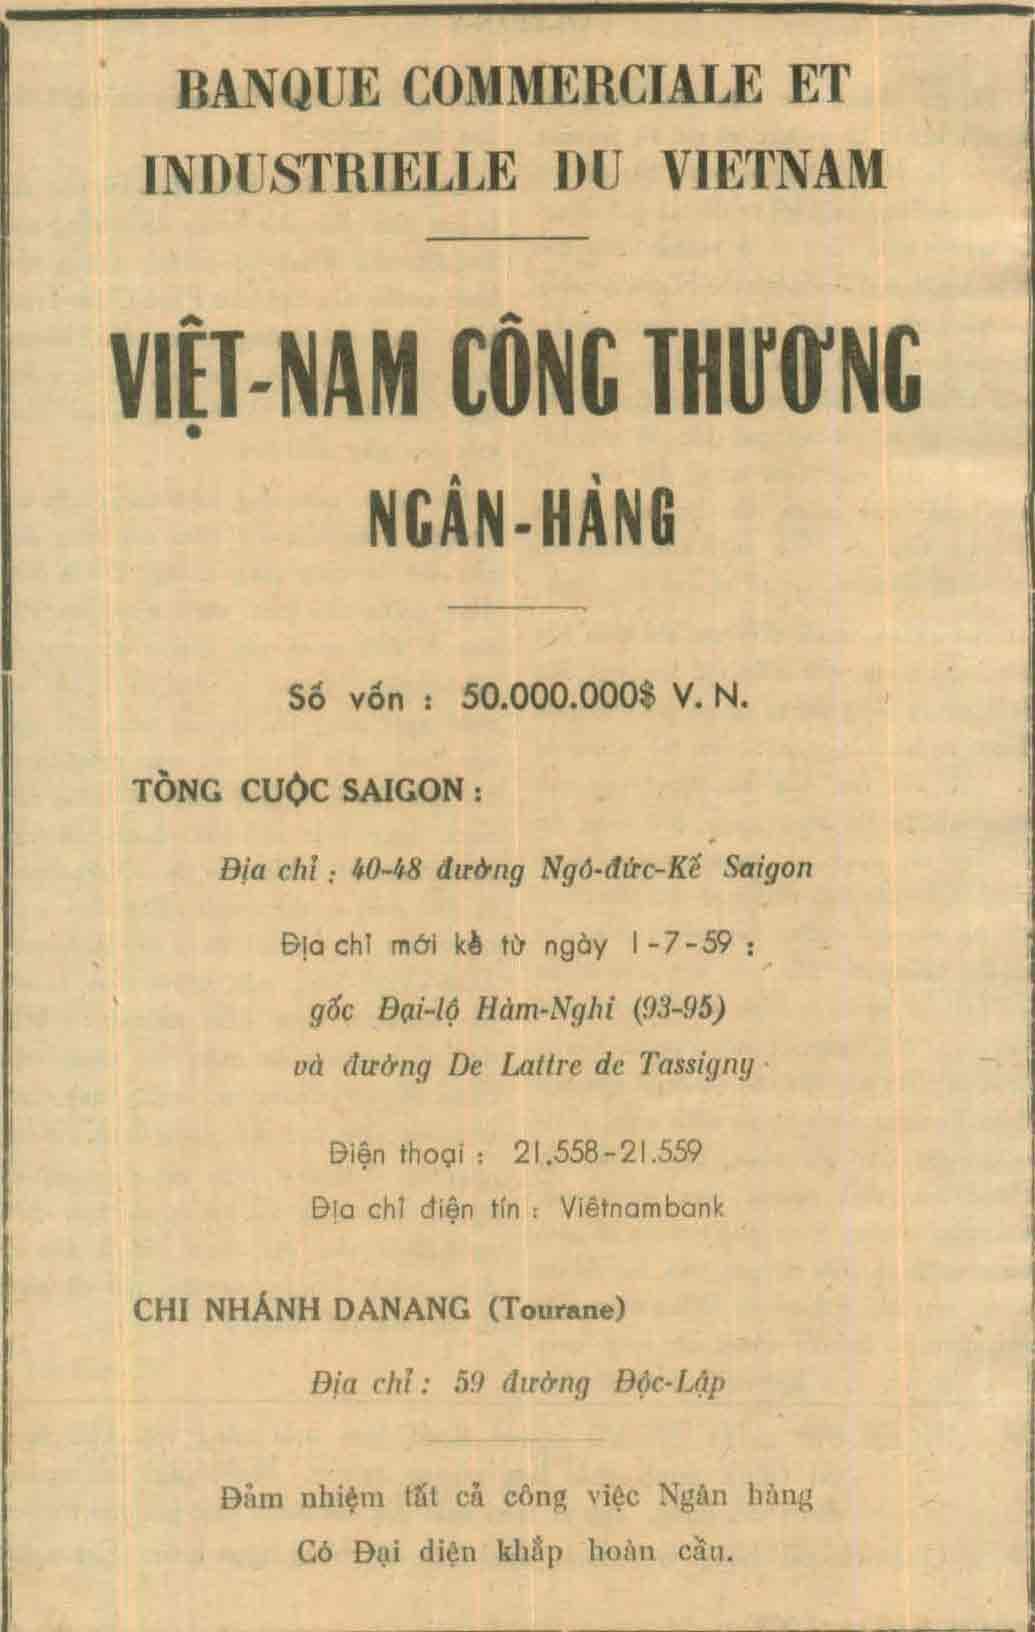 BANQUE COMMERCIALE ET
INDUSTRIELLE DU VIETNAM
VIỆT-NAM CÔNG THƯƠNG
NGÂN-HÀNG
Số vốn : 50.000.000$ V. N.
TỔNG CUỘC SAIGON :
Địa chỉ : 40-48 đường Ngô-đức-Kế Saigon
Địa chỉ mới kể từ ngày 1-7-59 :
gốc Đại-lộ Hàm-Nghi (93-95)
và đường De Lattre de Tassigny
Điện thoại : 21.558-21.559
Địa chỉ điện tín : Viêtnambank
CHI NHÁNH DANANG (Tourane)
Địa chỉ : 59 đường Độc-Lập
Đảm nhiệm tất cả công việc Ngân hàng
Có Đại diện khắp hoàn cầu.